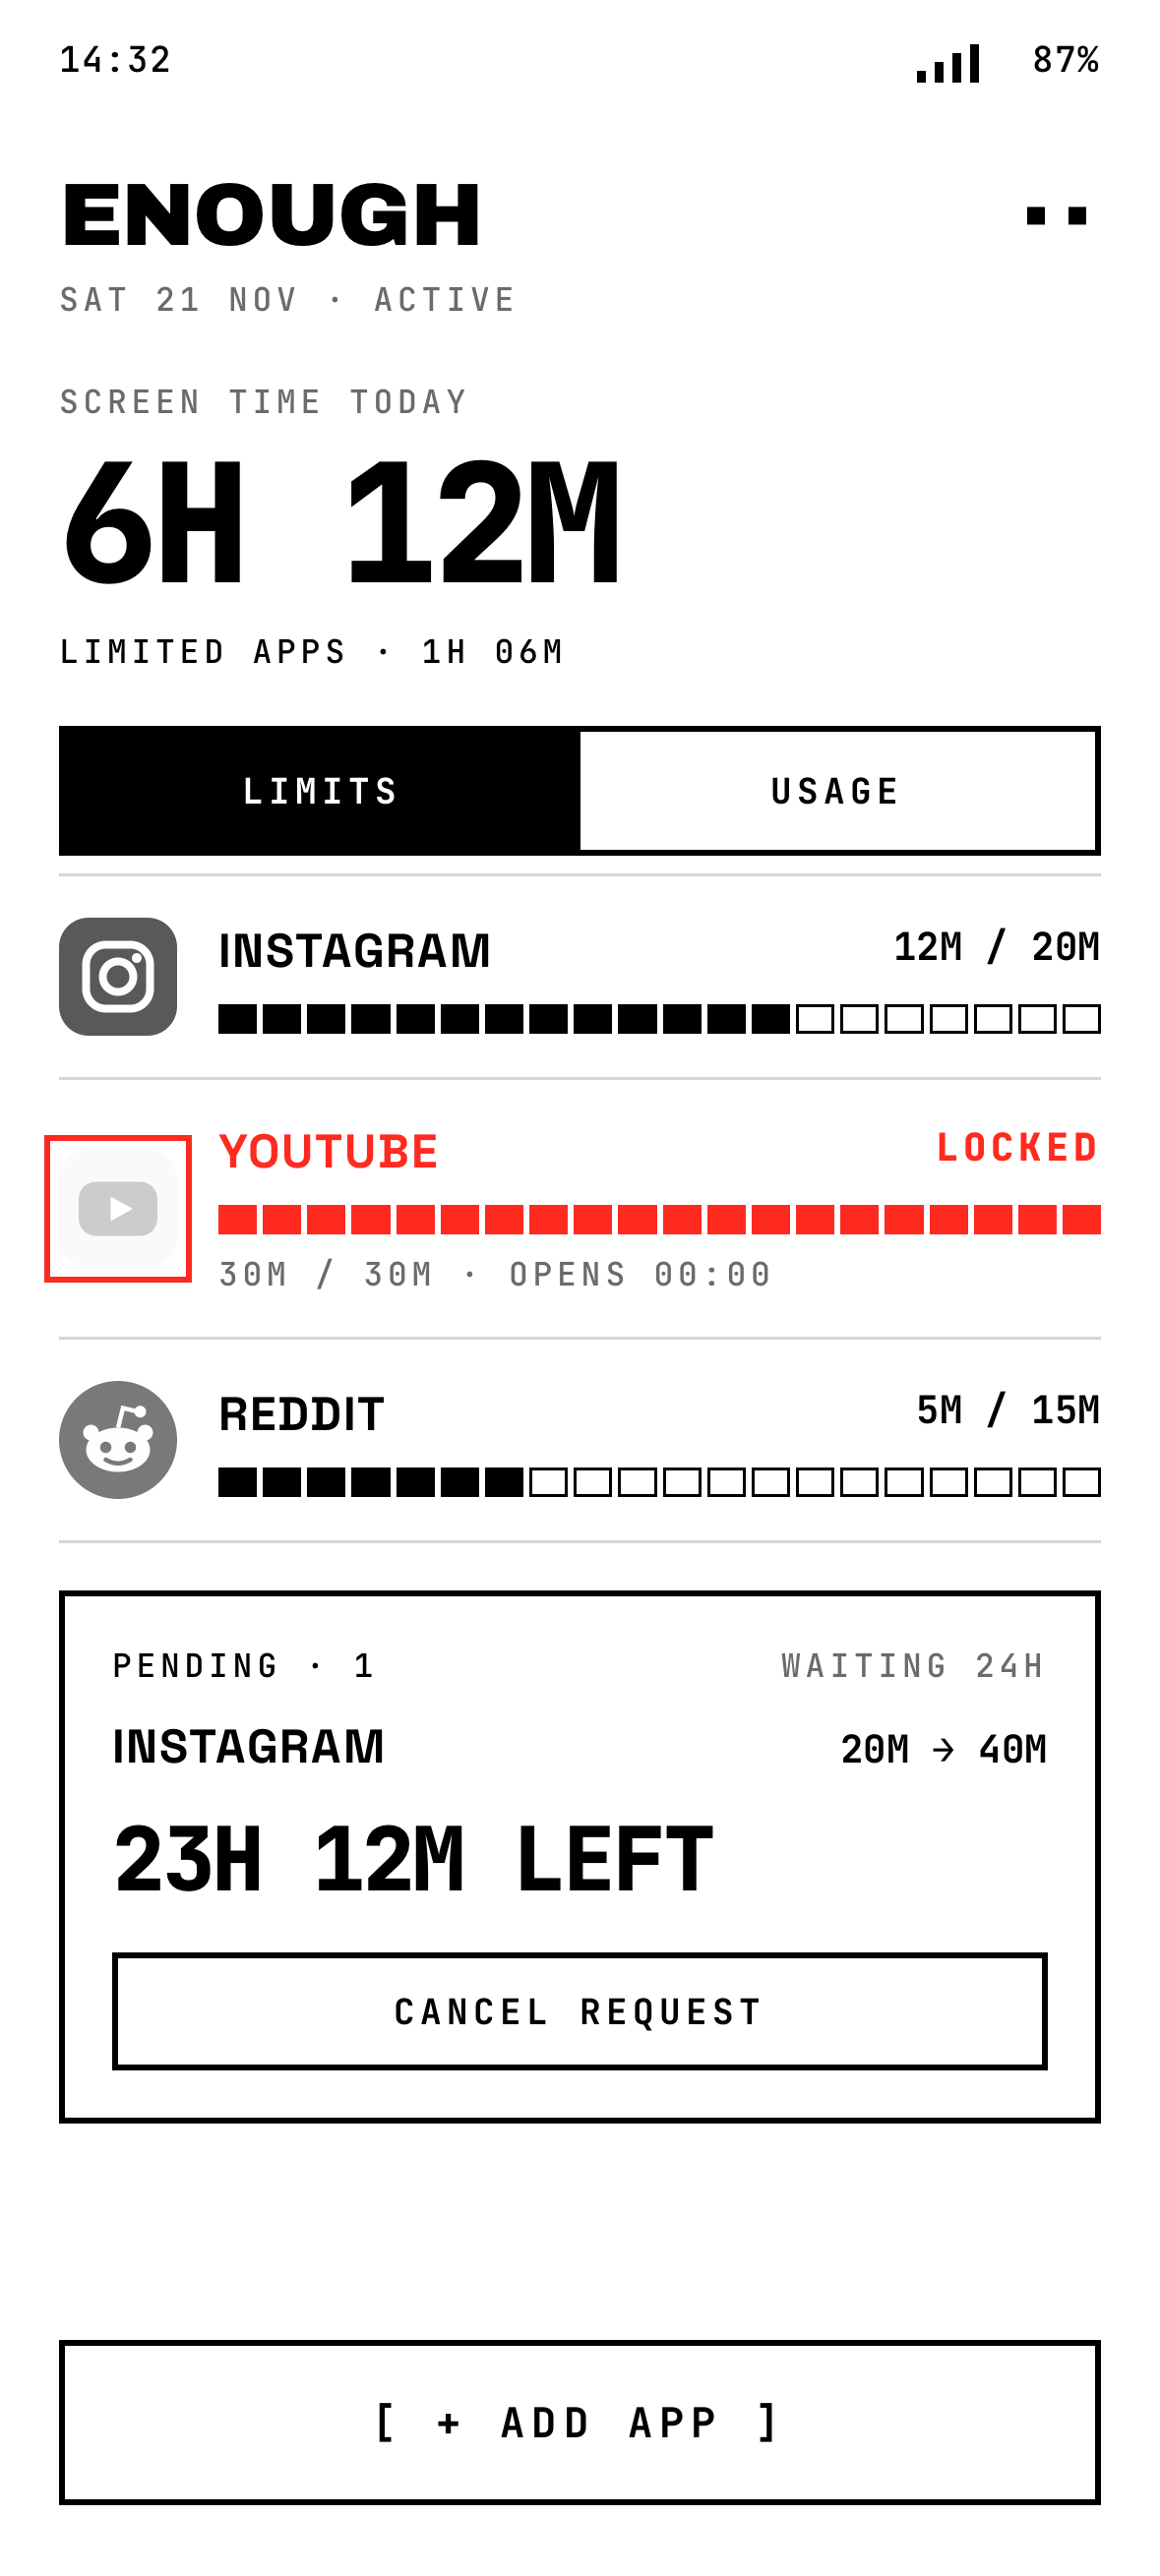 14:32 87%
ENOUGH
SAT 21 NOV · ACTIVE
SCREEN TIME TODAY
6H 12M
LIMITED APPS · 1H 06M
LIMITS USAGE
INSTAGRAM 12M / 20M
YOUTUBE LOCKED
30M / 30M · OPENS 00:00
REDDIT 5M / 15M
PENDING · 1 WAITING 24H
INSTAGRAM 20M → 40M
23H 12M LEFT
CANCEL REQUEST
[ + ADD APP ]